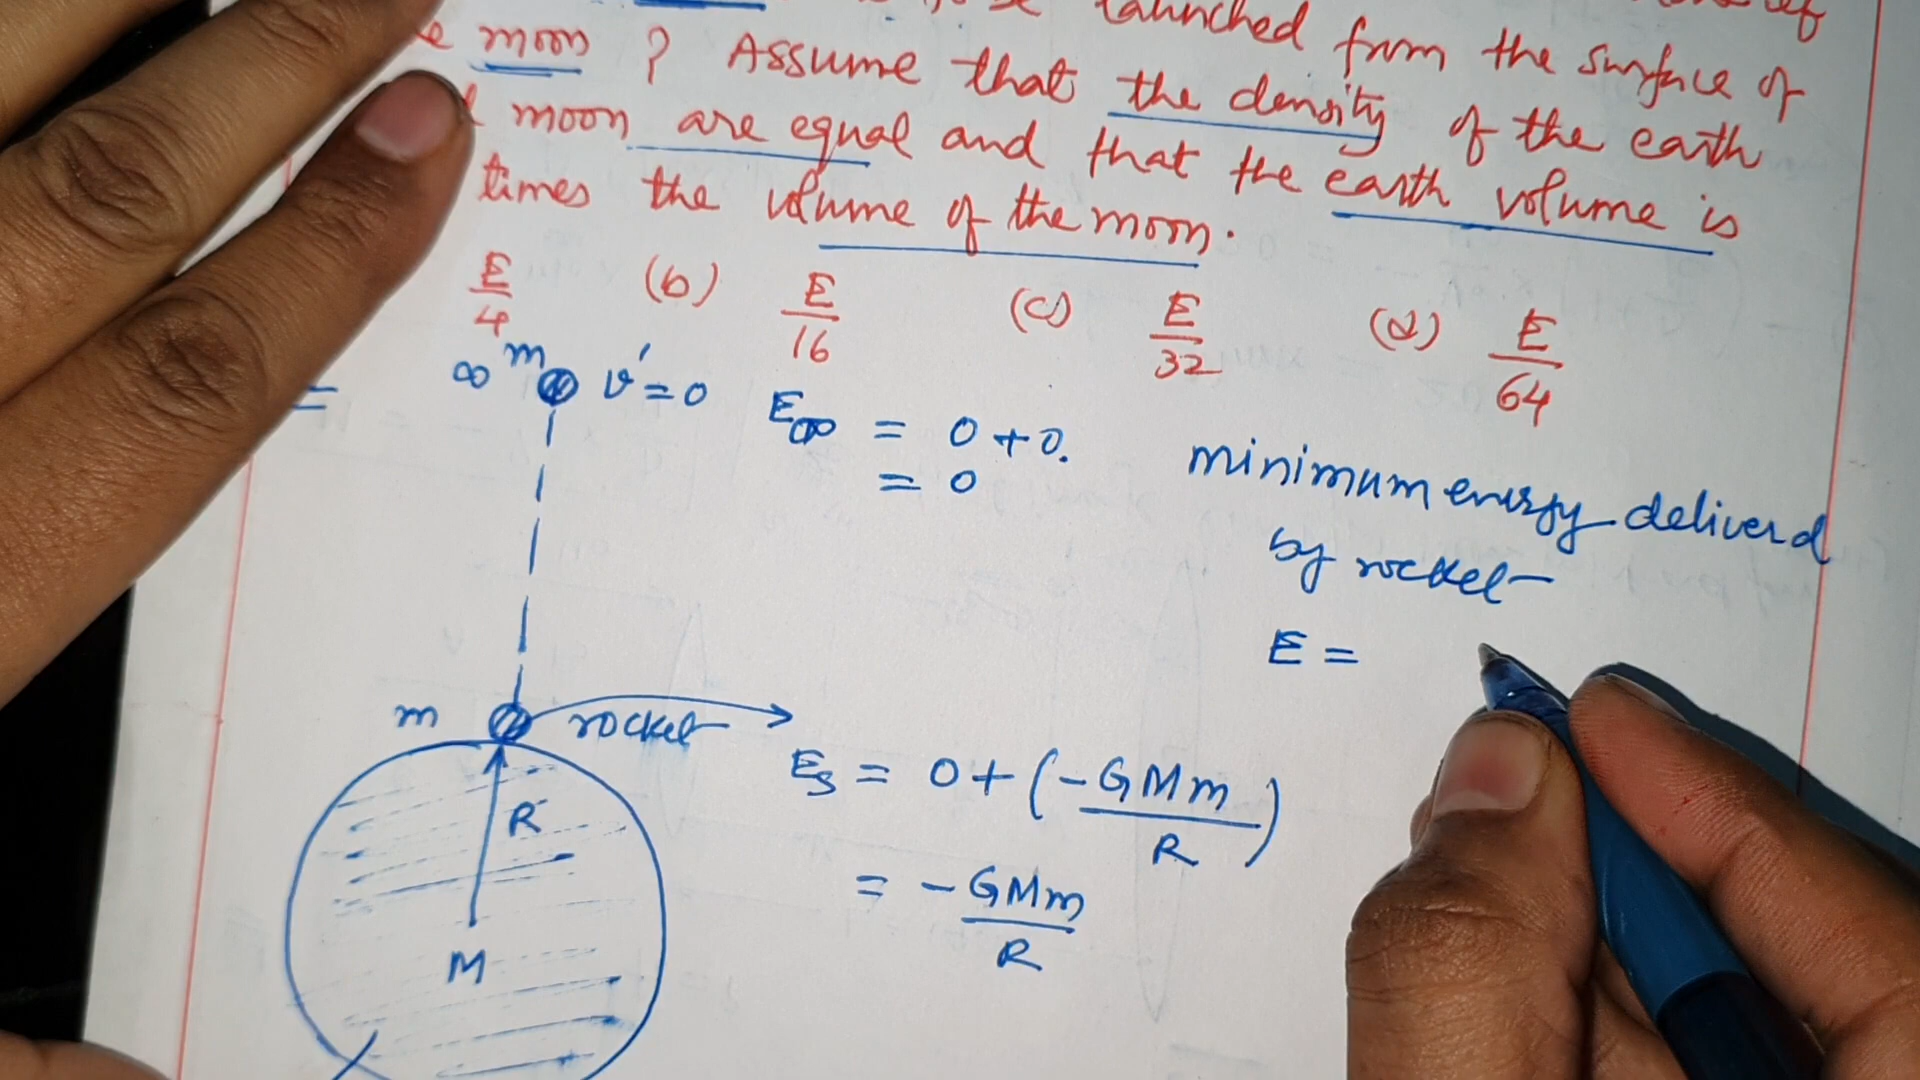 launched from the surface of
moon ? Assume that the density of the earth
moon are equal and that the earth volume is
times the volume of the moon.
E/4 (b) E/16 (c) E/32 (d) E/64
∞ m v' = 0 E∞ = 0 + 0.
= 0
minimum energy deliverd
by rocket
E =
m rocket
Es = 0 + (-GMm/R)
R
= -GMm/R
M